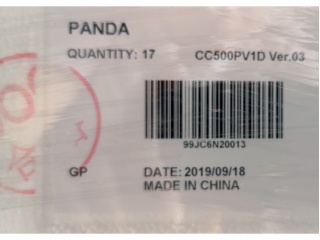 PANDA
QUANTITY: 17 CC500PV1D Ver.03
99JC6N20013
GP DATE: 2019/09/18
MADE IN CHINA